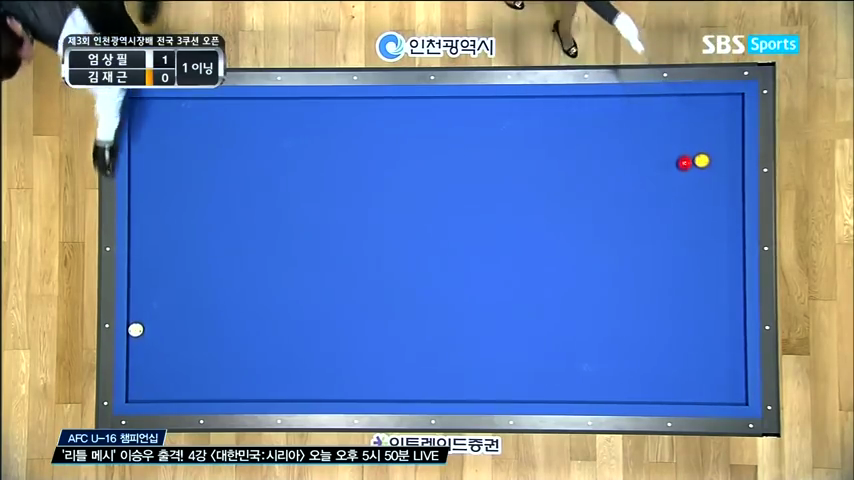 제3회 인천광역시장배 전국 3쿠션 오픈
엄상필 1
김재근 0
1 이닝
인천광역시
SBS Sports
이트레이드증권
AFC U-16 챔피언십
'리틀 메시' 이승우 출격! 4강 <대한민국:시리아> 오늘 오후 5시 50분 LIVE